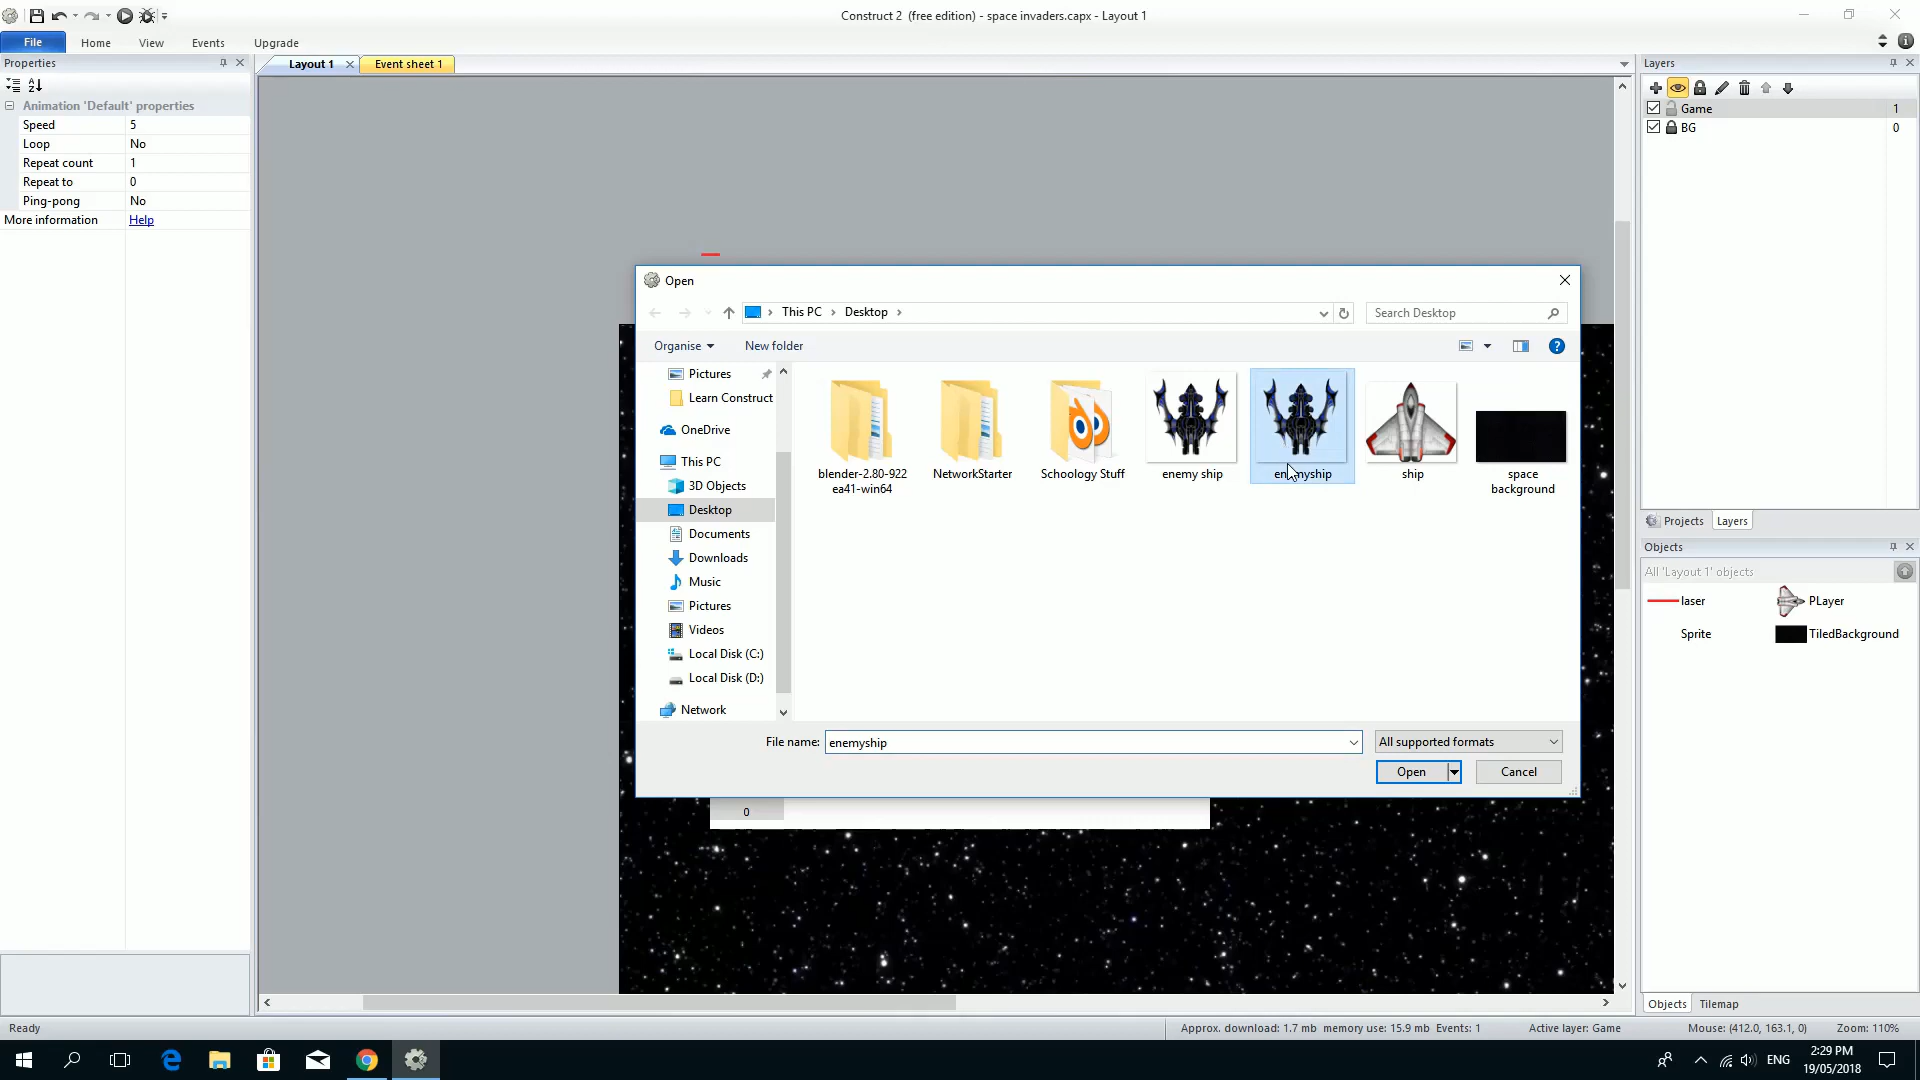 Construct 2 (free edition) - space invaders.capx - Layout 1
File
Home
View
Events
Upgrade
Properties
Layout 1
Event sheet 1
Layers
Animation 'Default' properties
Speed 5
Loop No
Repeat count 1
Repeat to 0
Ping-pong No
More information Help
Game 1
BG 0
Open
This PC > Desktop >
Search Desktop
Organise
New folder
Pictures
Learn Construct
OneDrive
This PC
3D Objects
Desktop
Documents
Downloads
Music
Pictures
Videos
Local Disk (C:)
Local Disk (D:)
Network
blender-2.80-922
ea41-win64
NetworkStarter
Schoology Stuff
enemy ship
enemyship
ship
space
background
File name: enemyship
All supported formats
Open
Cancel
0
Projects
Layers
Objects
All 'Layout 1' objects
laser
PLayer
Sprite
TiledBackground
Objects
Tilemap
Ready
Approx. download: 1.7 mb memory use: 15.9 mb Events: 1
Active layer: Game
Mouse: (412.0, 163.1, 0)
Zoom: 110%
ENG
2:29 PM
19/05/2018